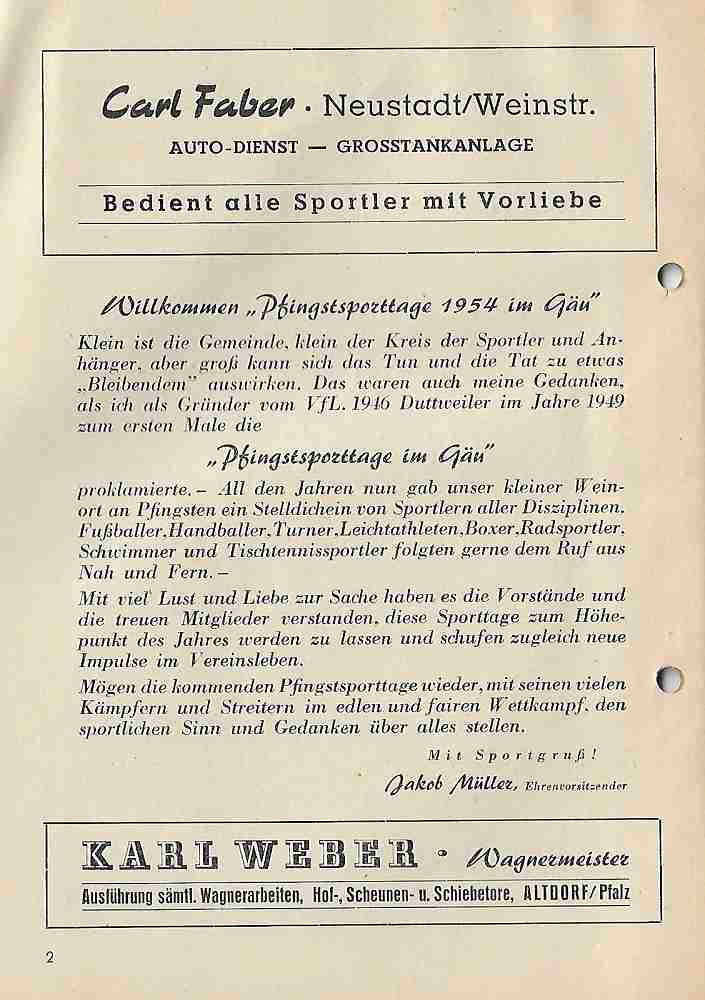 Carl Faber · Neustadt/Weinstr.
AUTO-DIENST — GROSSTANKANLAGE
Bedient alle Sportler mit Vorliebe
Willkommen „Pfingstsporttage 1954 im Gäu"
Klein ist die Gemeinde, klein der Kreis der Sportler und An-
hänger, aber groß kann sich das Tun und die Tat zu etwas
„Bleibendem" auswirken. Das waren auch meine Gedanken,
als ich als Gründer vom VfL. 1946 Duttweiler im Jahre 1949
zum ersten Male die
„Pfingstsporttage im Gäu"
proklamierte. – All den Jahren nun gab unser kleiner Wein-
ort an Pfingsten ein Stelldichein von Sportlern aller Disziplinen.
Fußballer, Handballer, Turner, Leichtathleten, Boxer, Radsportler,
Schwimmer und Tischtennissportler folgten gerne dem Ruf aus
Nah und Fern. –
Mit viel Lust und Liebe zur Sache haben es die Vorstände und
die treuen Mitglieder verstanden, diese Sporttage zum Höhe-
punkt des Jahres werden zu lassen und schufen zugleich neue
Impulse im Vereinsleben.
Mögen die kommenden Pfingstsporttage wieder, mit seinen vielen
Kämpfern und Streitern im edlen und fairen Wettkampf, den
sportlichen Sinn und Gedanken über alles stellen.
Mit Sportgruß!
Jakob Müller, Ehrenvorsitzender
KARL WEBER · Wagnermeister
Ausführung sämtl. Wagnerarbeiten, Hof-, Scheunen- u. Schiebetore, ALTDORF/Pfalz
2